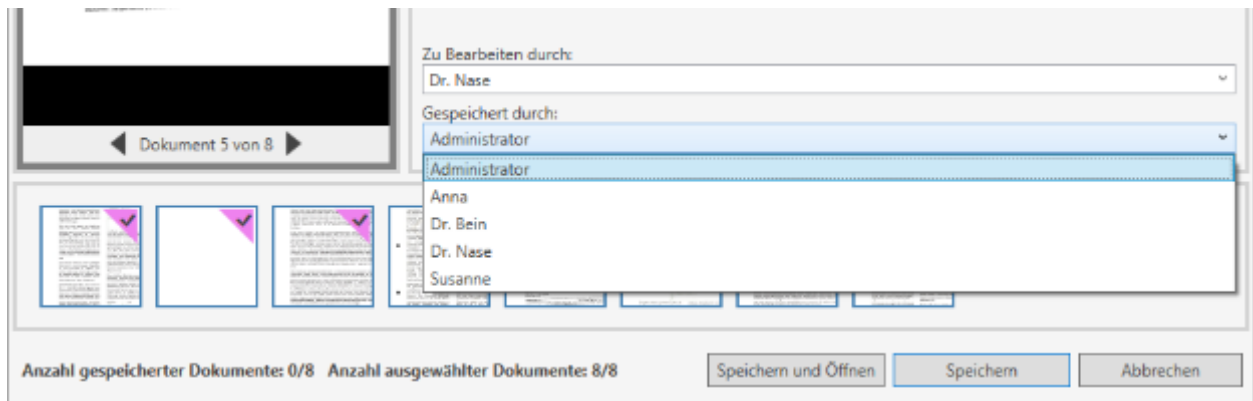 Zu Bearbeiten durch:
Dr. Nase
Gespeichert durch:
Administrator
Dokument 5 von 8
Administrator
Anna
Dr. Bein
Dr. Nase
Susanne
Anzahl gespeicherter Dokumente: 0/8 Anzahl ausgewählter Dokumente: 8/8
Speichern und Öffnen
Speichern
Abbrechen